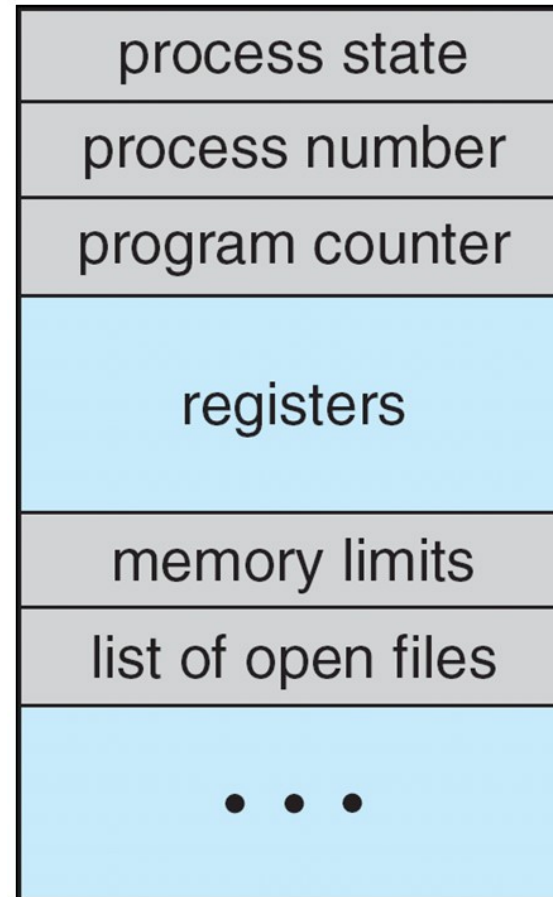 process state
process number
program counter
registers
memory limits
list of open files
• • •